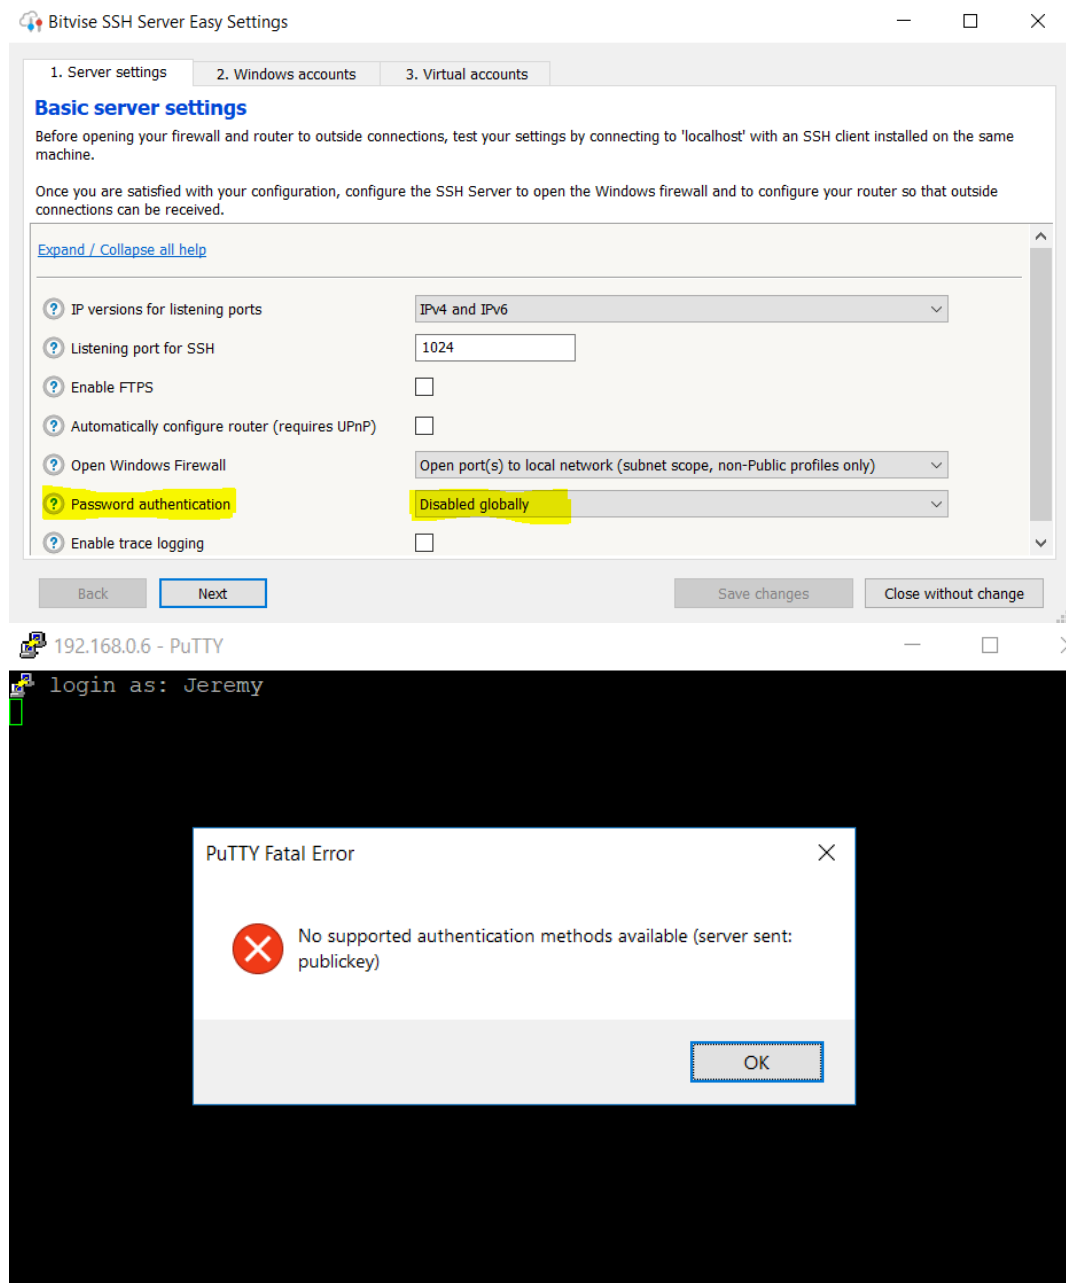 Bitvise SSH Server Easy Settings
1. Server settings
2. Windows accounts
3. Virtual accounts
Basic server settings
Before opening your firewall and router to outside connections, test your settings by connecting to 'localhost' with an SSH client installed on the same
machine.
Once you are satisfied with your configuration, configure the SSH Server to open the Windows firewall and to configure your router so that outside
connections can be received.
Expand / Collapse all help
? IP versions for listening ports IPv4 and IPv6
? Listening port for SSH 1024
? Enable FTPS
? Automatically configure router (requires UPnP)
? Open Windows Firewall Open port(s) to local network (subnet scope, non-Public profiles only)
? Password authentication Disabled globally
? Enable trace logging
Back Next Save changes Close without change
192.168.0.6 - PuTTY
login as: Jeremy
PuTTY Fatal Error
No supported authentication methods available (server sent:
publickey)
OK